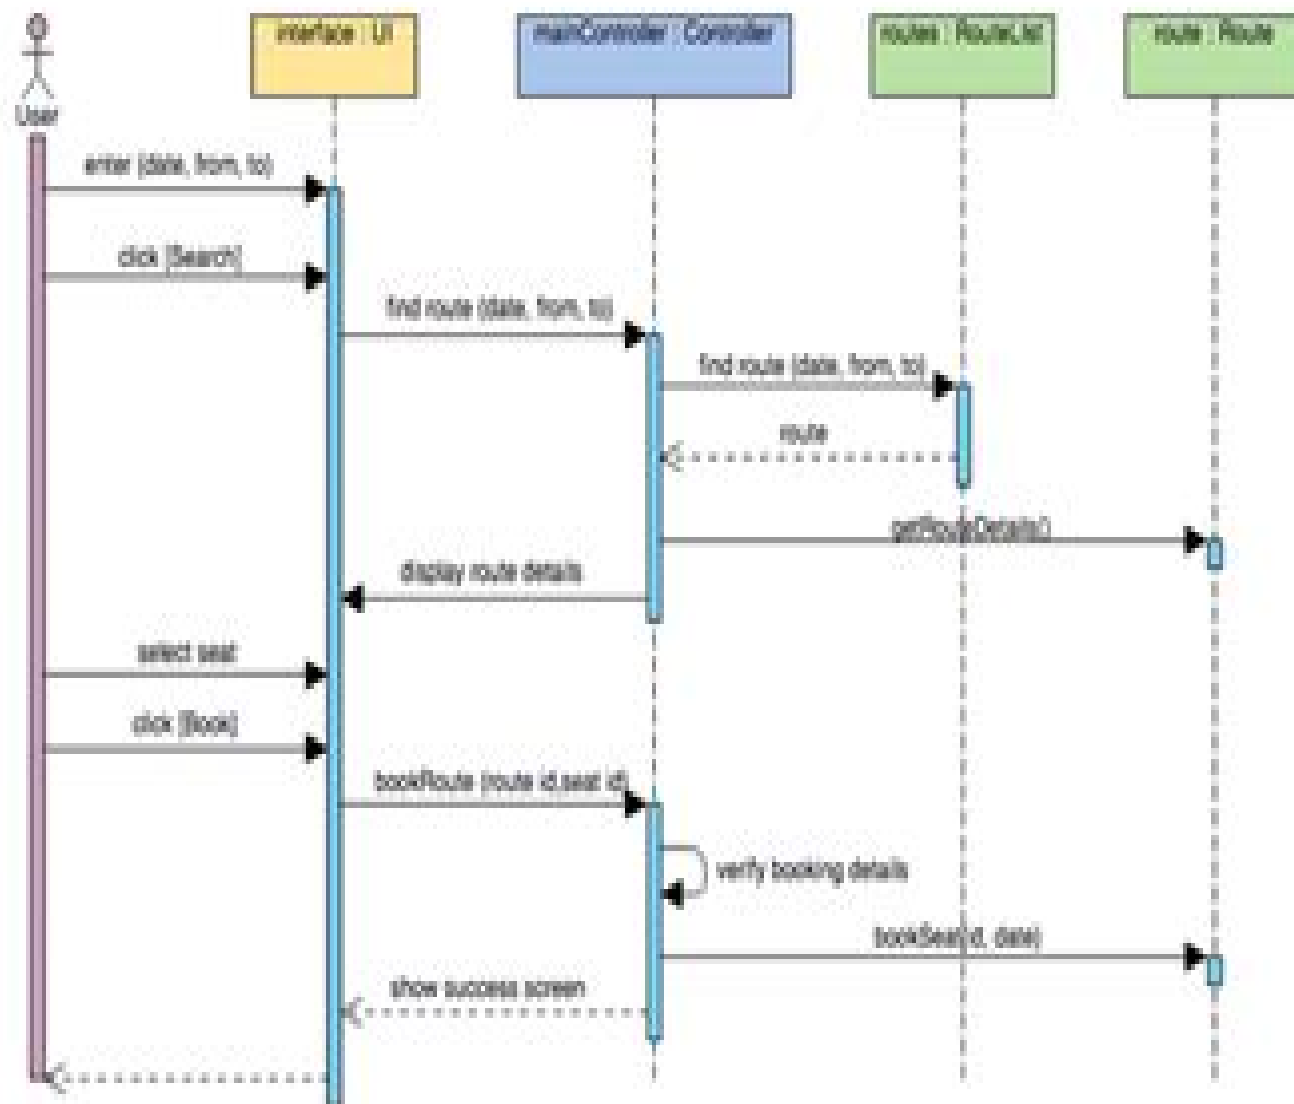 interface : UI
mainController : Controller
routes : RouteList
route : Route
User
enter (date, from, to)
click [Search]
find route (date, from, to)
find route (date, from, to)
route
getRouteDetails()
display route details
select seat
click [Book]
bookRoute (route id,seat id)
verify booking details
bookSeat(id, date)
show success screen